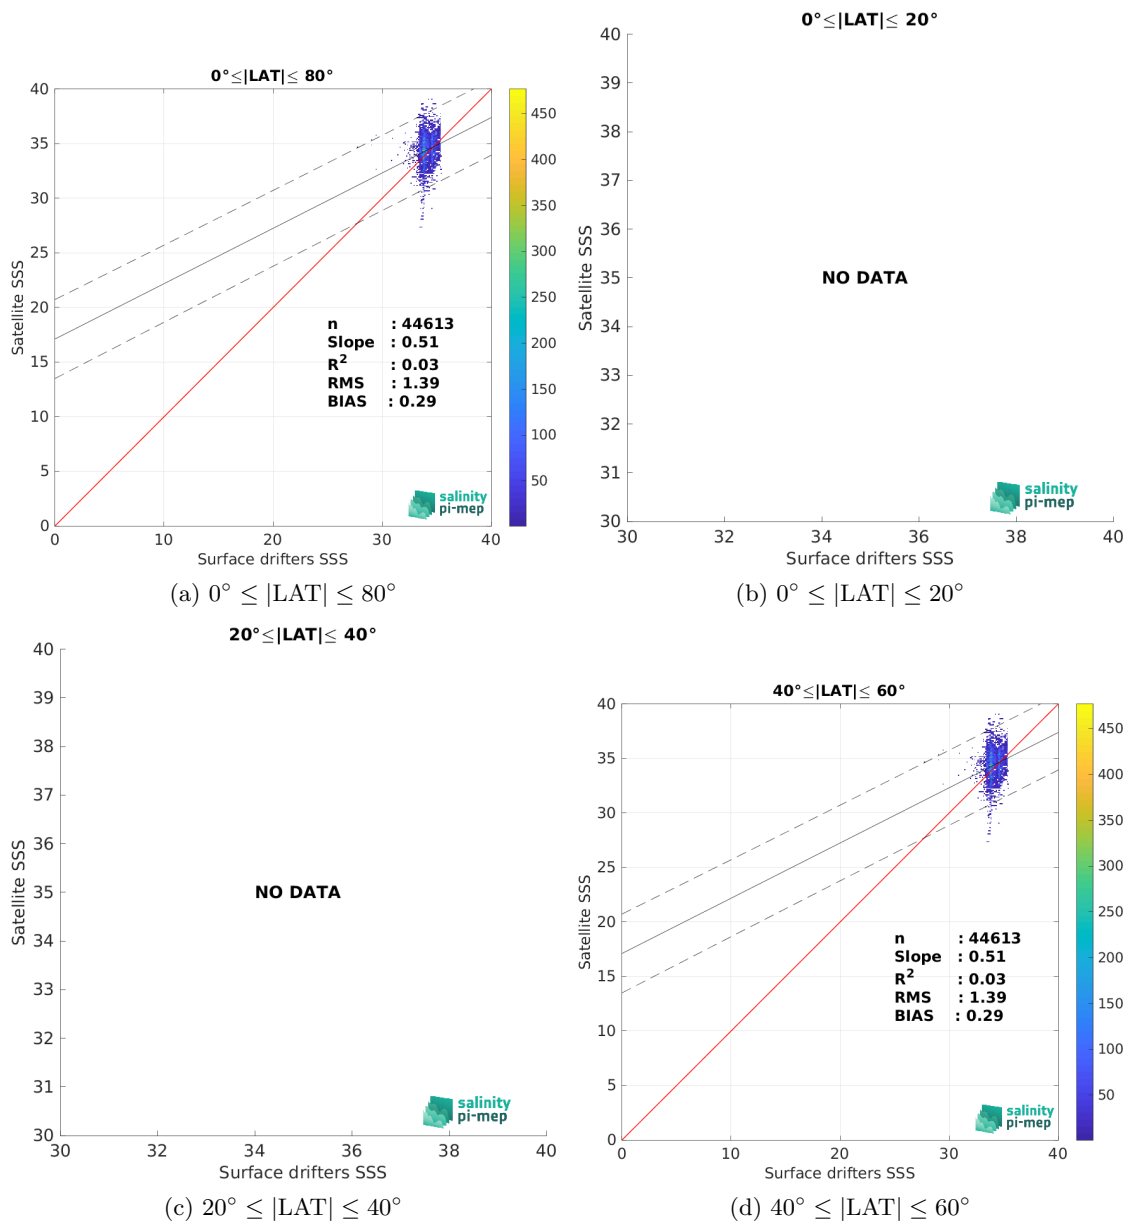 0°≤|LAT|≤ 80°
Satellite SSS
40
35
30
25
20
15
10
5
0
0 10 20 30 40
Surface drifters SSS
n : 44613
Slope : 0.51
R² : 0.03
RMS : 1.39
BIAS : 0.29
salinity
pi-mep
450
400
350
300
250
200
150
100
50
(a) 0° ≤ |LAT| ≤ 80°
0°≤|LAT|≤ 20°
Satellite SSS
40
39
38
37
36
35
34
33
32
31
30
NO DATA
salinity
pi-mep
30 32 34 36 38 40
Surface drifters SSS
(b) 0° ≤ |LAT| ≤ 20°
20°≤|LAT|≤ 40°
Satellite SSS
40
39
38
37
36
35
34
33
32
31
30
NO DATA
salinity
pi-mep
30 32 34 36 38 40
Surface drifters SSS
(c) 20° ≤ |LAT| ≤ 40°
40°≤|LAT|≤ 60°
Satellite SSS
40
35
30
25
20
15
10
5
0
0 10 20 30 40
Surface drifters SSS
n : 44613
Slope : 0.51
R² : 0.03
RMS : 1.39
BIAS : 0.29
salinity
pi-mep
450
400
350
300
250
200
150
100
50
(d) 40° ≤ |LAT| ≤ 60°